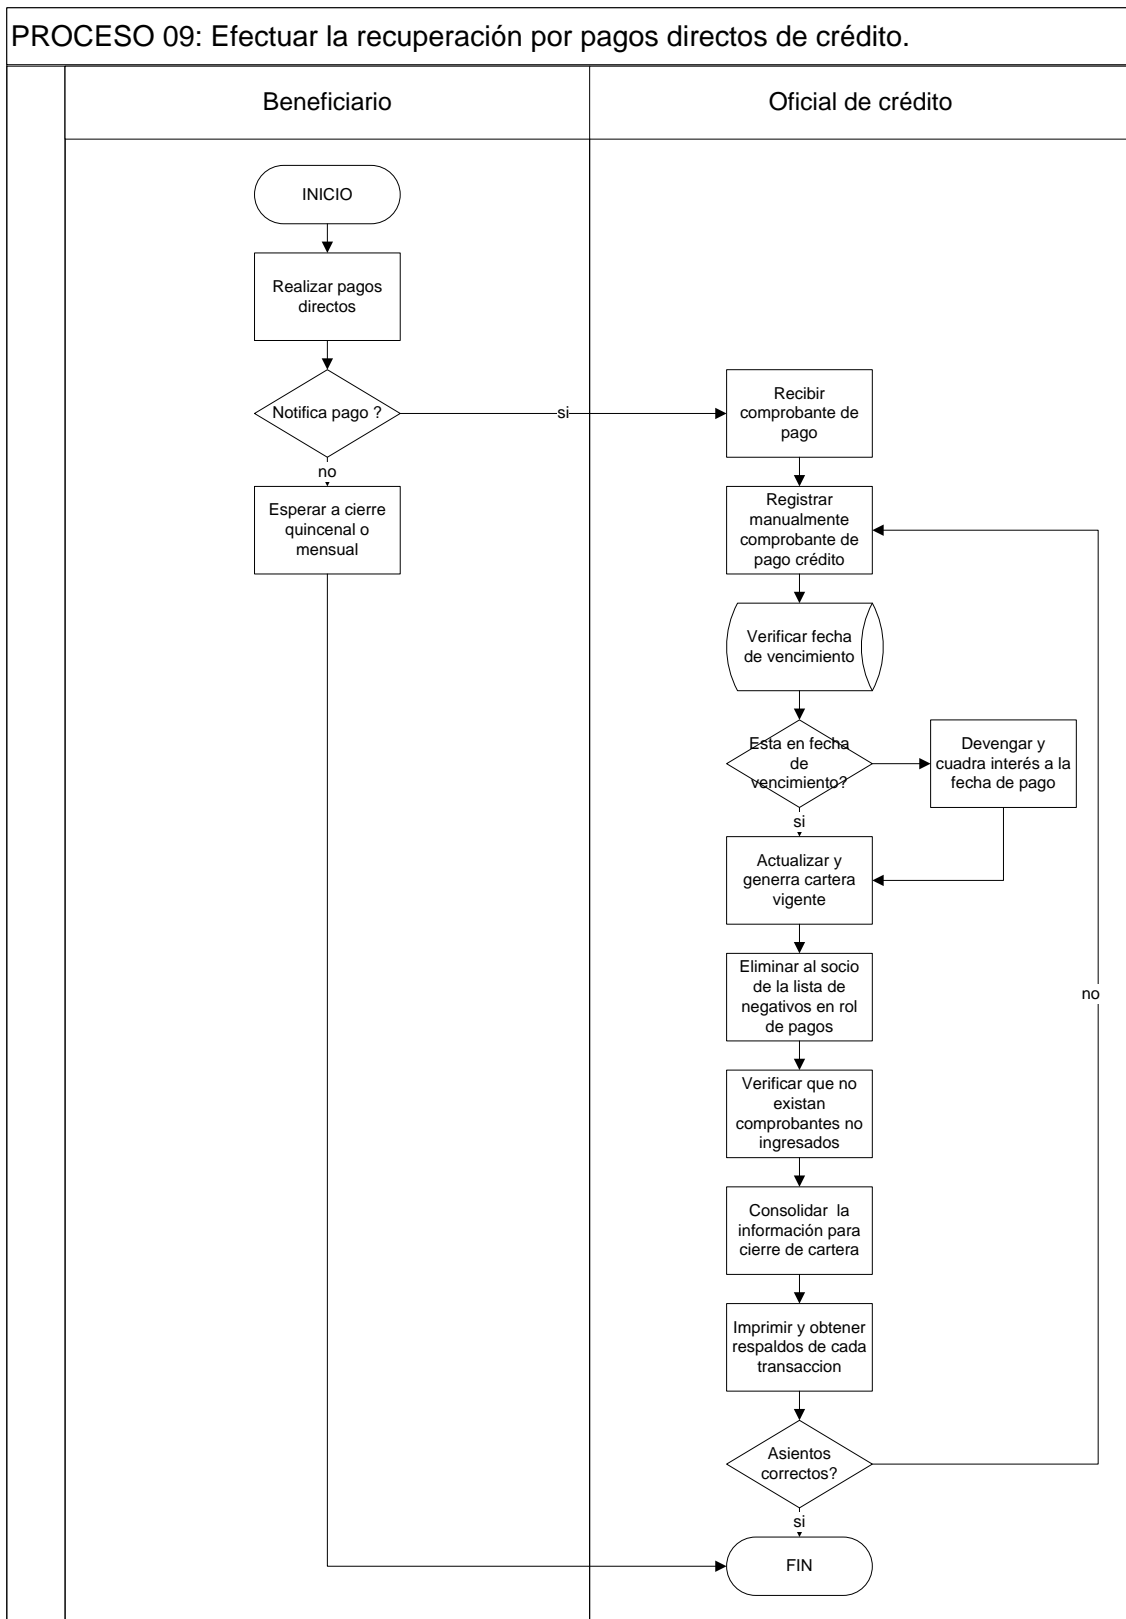 PROCESO 09: Efectuar la recuperación por pagos directos de crédito.
Beneficiario
Oficial de crédito
INICIO
Realizar pagos
directos
Notifica pago ?
si
no
Esperar a cierre
quincenal o
mensual
Recibir
comprobante de
pago
Registrar
manualmente
comprobante de
pago crédito
Verificar fecha
de vencimiento
Esta en fecha
de
vencimiento?
Devengar y
cuadra interés a la
fecha de pago
si
Actualizar y
generra cartera
vigente
Eliminar al socio
de la lista de
negativos en rol
de pagos
no
Verificar que no
existan
comprobantes no
ingresados
Consolidar  la
información para
cierre de cartera
Imprimir y obtener
respaldos de cada
transaccion
Asientos
correctos?
si
FIN